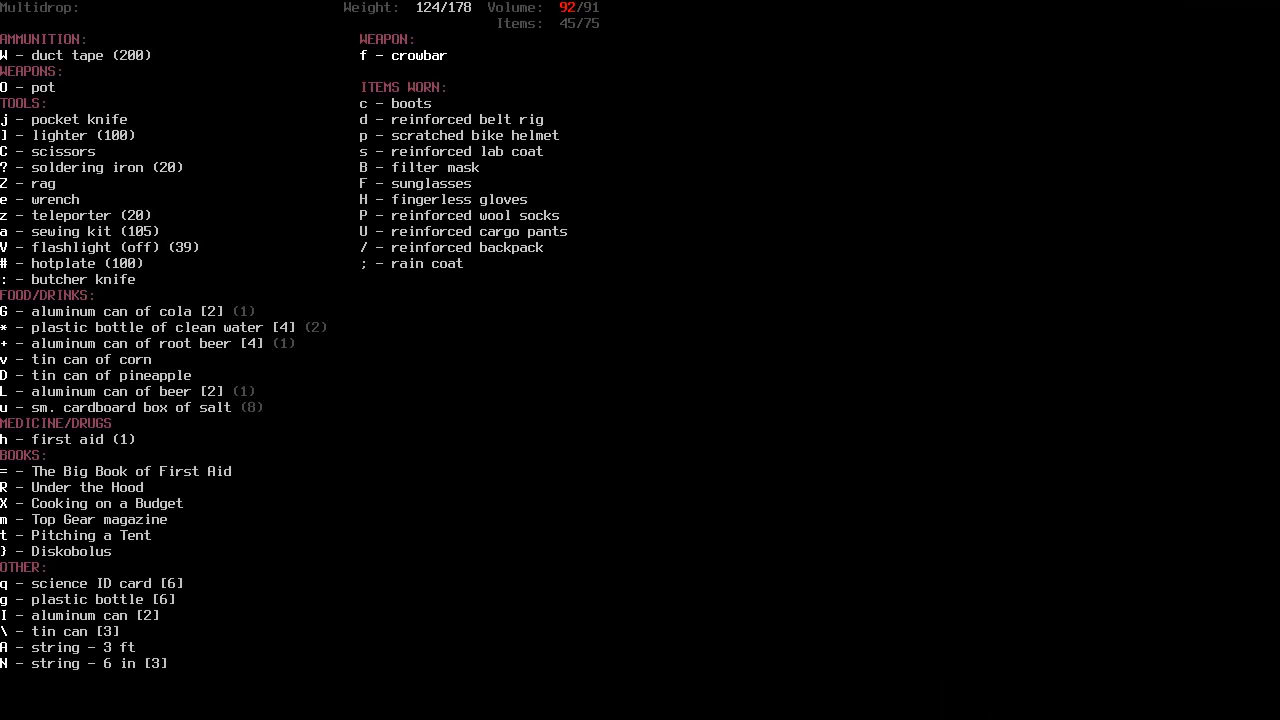 Multidrop: Weight: 124/178 Volume: 92/91
Items: 45/75
AMMUNITION: WEAPON:
W - duct tape (200) f - crowbar
WEAPONS:
O - pot ITEMS WORN:
TOOLS: c - boots
j - pocket knife d - reinforced belt rig
] - lighter (100) p - scratched bike helmet
C - scissors s - reinforced lab coat
? - soldering iron (20) B - filter mask
Z - rag F - sunglasses
e - wrench H - fingerless gloves
z - teleporter (20) P - reinforced wool socks
a - sewing kit (105) U - reinforced cargo pants
V - flashlight (off) (39) / - reinforced backpack
# - hotplate (100) ; - rain coat
: - butcher knife
FOOD/DRINKS:
G - aluminum can of cola [2] (1)
* - plastic bottle of clean water [4] (2)
+ - aluminum can of root beer [4] (1)
v - tin can of corn
D - tin can of pineapple
L - aluminum can of beer [2] (1)
u - sm. cardboard box of salt (8)
MEDICINE/DRUGS
h - first aid (1)
BOOKS:
= - The Big Book of First Aid
R - Under the Hood
X - Cooking on a Budget
m - Top Gear magazine
t - Pitching a Tent
} - Diskobolus
OTHER:
q - science ID card [6]
g - plastic bottle [6]
I - aluminum can [2]
\ - tin can [3]
A - string - 3 ft
N - string - 6 in [3]